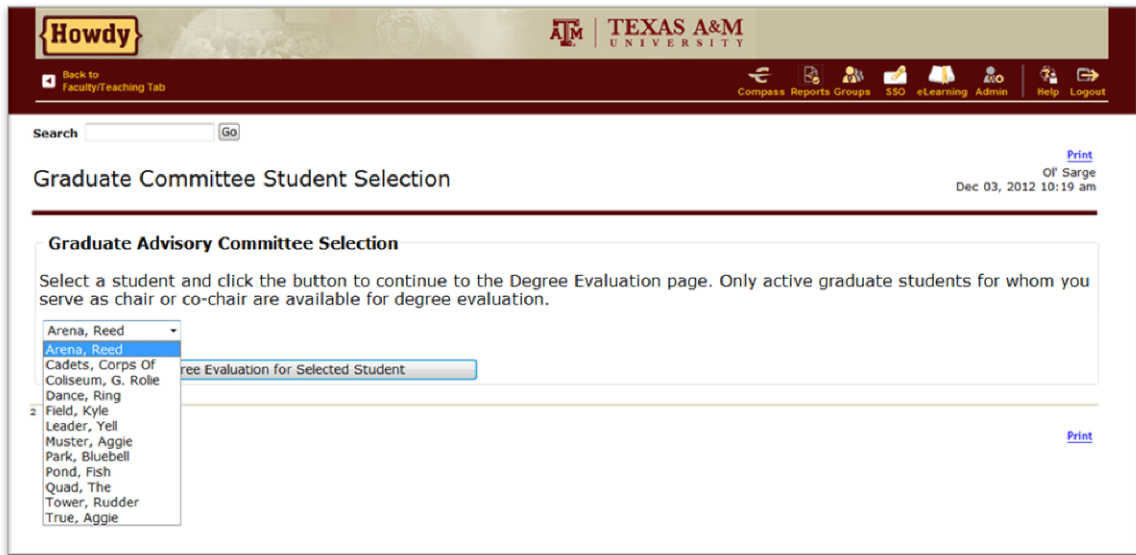 Howdy
ĀM | TEXAS A&M
UNIVERSITY
Back to
Faculty/Teaching Tab
Compass Reports Groups SSO eLearning Admin Help Logout
Search Go
Print
Graduate Committee Student Selection
Ol' Sarge
Dec 03, 2012 10:19 am
Graduate Advisory Committee Selection
Select a student and click the button to continue to the Degree Evaluation page. Only active graduate students for whom you
serve as chair or co-chair are available for degree evaluation.
Arena, Reed
Arena, Reed
Cadets, Corps Of
ree Evaluation for Selected Student
Coliseum, G. Rolie
Dance, Ring
2 Field, Kyle
Leader, Yell
Muster, Aggie
Print
Park, Bluebell
Pond, Fish
Quad, The
Tower, Rudder
True, Aggie